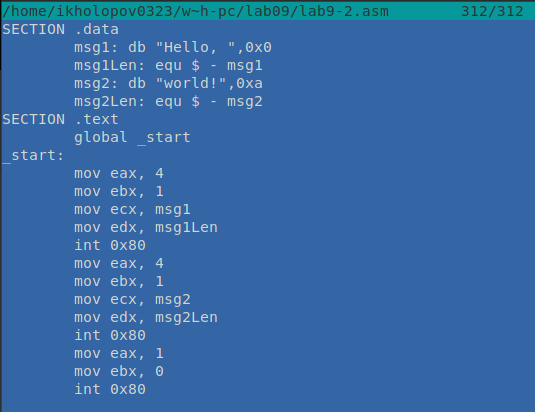 /home/ikholopov0323/w~h-pc/lab09/lab9-2.asm 312/312
SECTION .data
msg1: db "Hello, ",0x0
msg1Len: equ $ - msg1
msg2: db "world!",0xa
msg2Len: equ $ - msg2
SECTION .text
global _start
_start:
mov eax, 4
mov ebx, 1
mov ecx, msg1
mov edx, msg1Len
int 0x80
mov eax, 4
mov ebx, 1
mov ecx, msg2
mov edx, msg2Len
int 0x80
mov eax, 1
mov ebx, 0
int 0x80